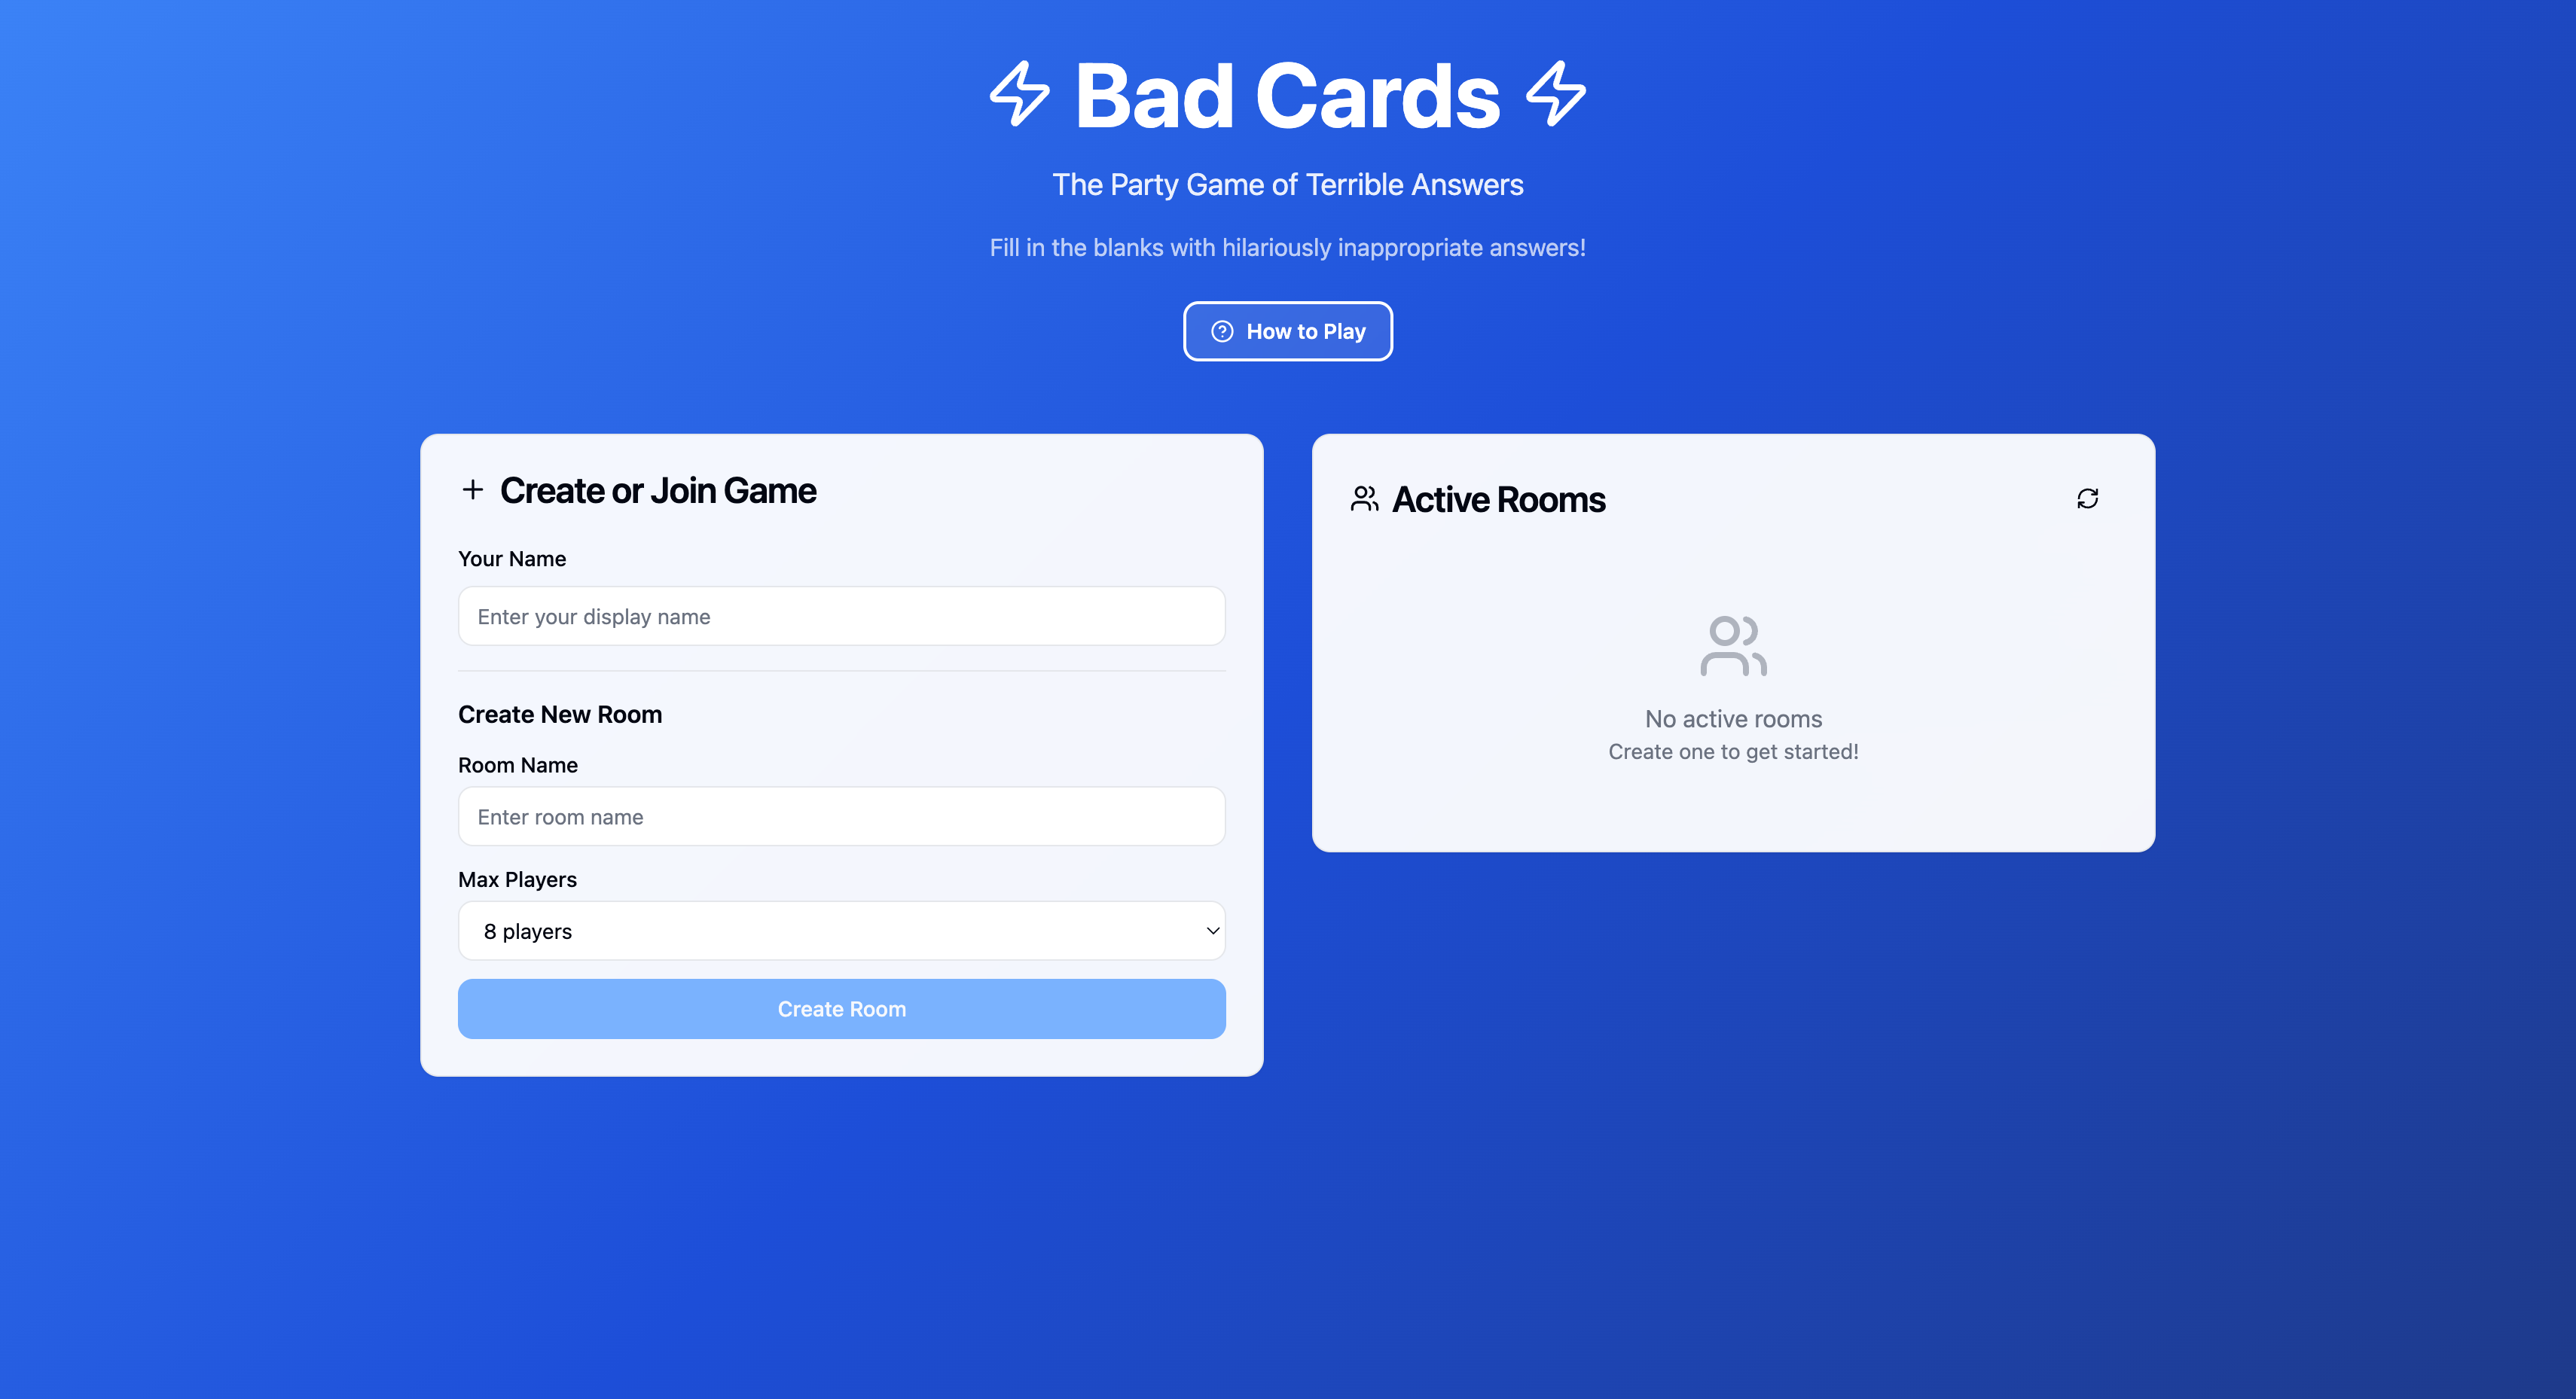 Bad Cards
The Party Game of Terrible Answers
Fill in the blanks with hilariously inappropriate answers!
How to Play
Create or Join Game
Your Name
Enter your display name
Create New Room
Room Name
Enter room name
Max Players
8 players
Create Room
Active Rooms
No active rooms
Create one to get started!